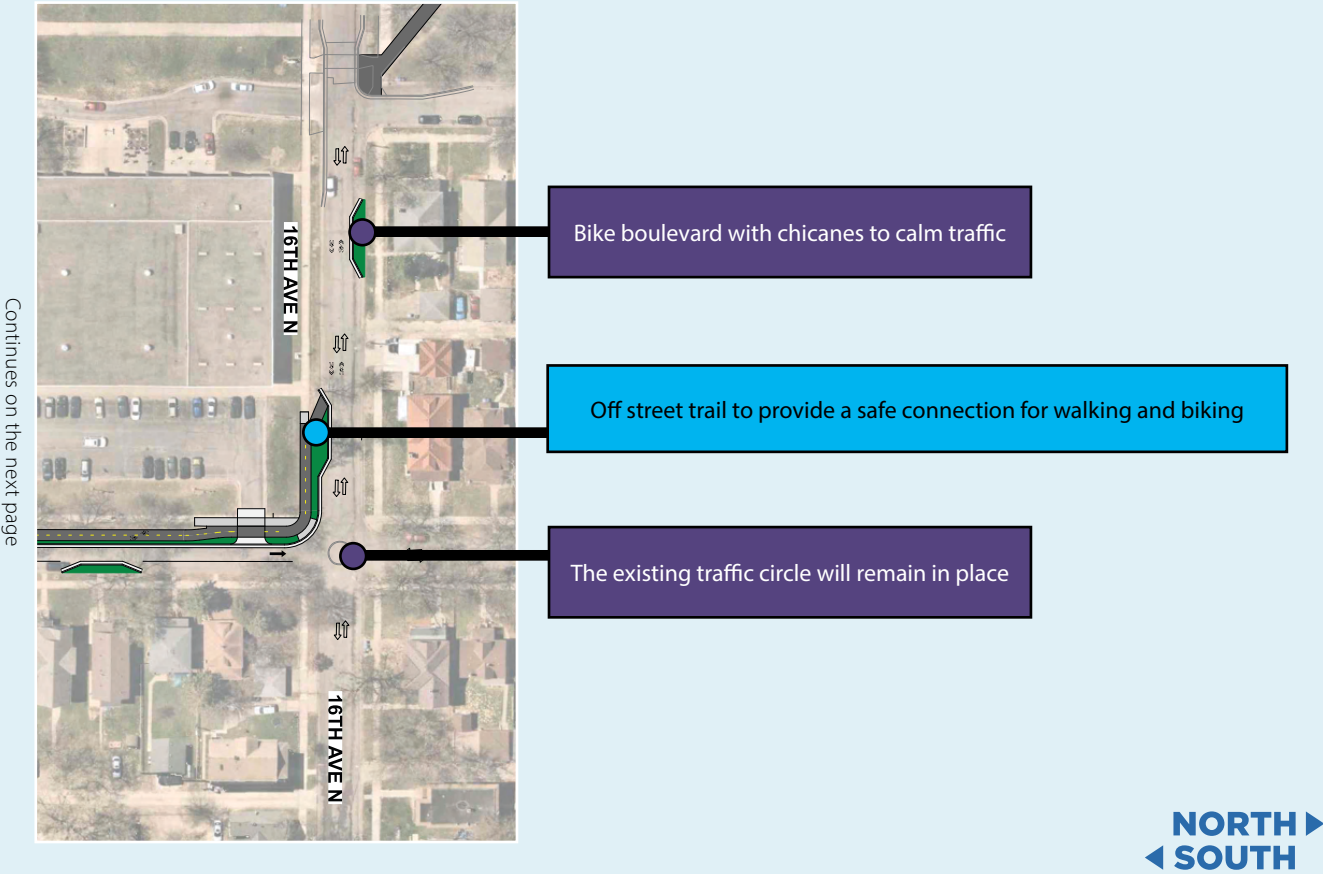 16TH AVE N
Bike boulevard with chicanes to calm traffic
Continues on the next page
Off street trail to provide a safe connection for walking and biking
The existing traffic circle will remain in place
16TH AVE N
NORTH
SOUTH